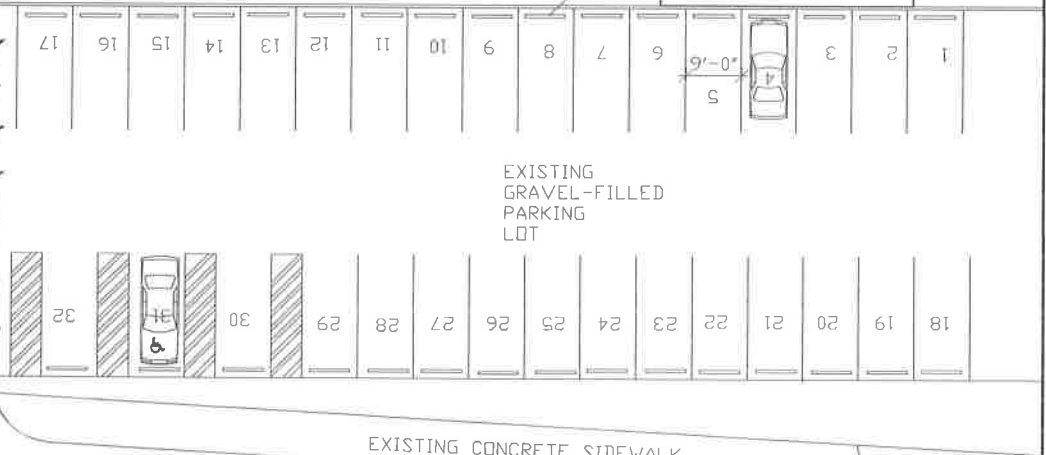 17 16 15 14 13 12 11 10 9 8 7 6 5 4 3 2 1
9'-0"
EXISTING
GRAVEL-FILLED
PARKING
LOT
32 31 30 29 28 27 26 25 24 23 22 21 20 19 18
EXISTING CONCRETE SIDEWALK